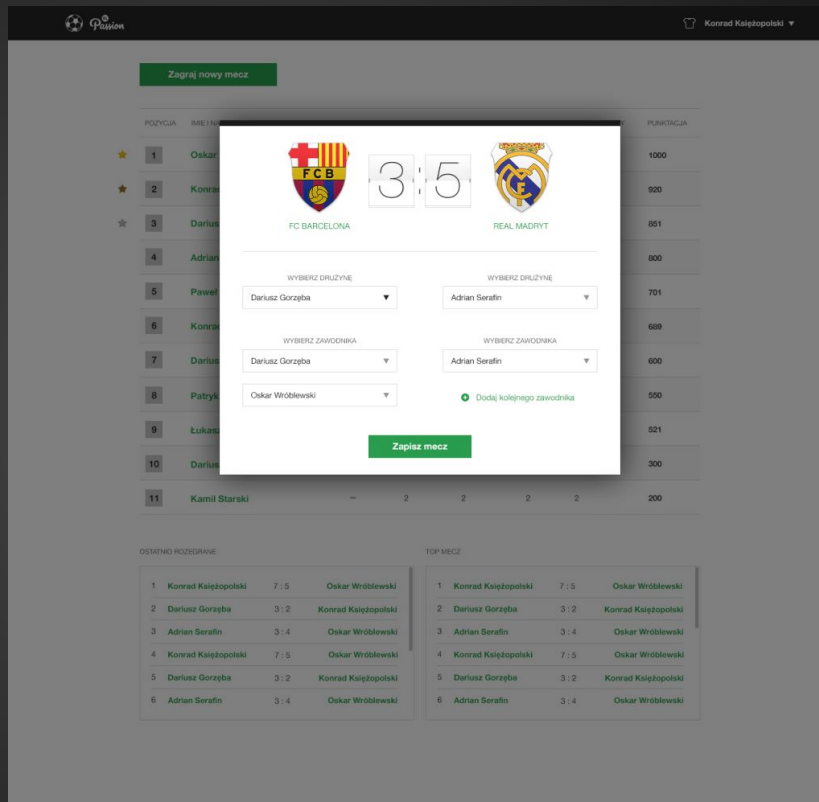 Passion
Konrad Księżopolski
Zagraj nowy mecz
POZYCJA IMIĘ I PUNKTACJA
1 Oskar 1000
2 920
3 851
4 Adrian 800
5 Paweł 701
6 689
7 600
8 Patryk 550
9 521
10 300
11 Kamil Starski – 2 2 2 2 200
FCB
3:5
FC BARCELONA REAL MADRYT
WYBIERZ DRUŻYNĘ WYBIERZ DRUŻYNĘ
Dariusz Gorzęba Adrian Serafin
WYBIERZ ZAWODNIKA WYBIERZ ZAWODNIKA
Dariusz Gorzęba Adrian Serafin
Oskar Wróblewski Dodaj kolejnego zawodnika
Zapisz mecz
OSTATNIO ROZEGRANE
1 Konrad Księżopolski 7 : 5 Oskar Wróblewski
2 Dariusz Gorzęba 3 : 2 Konrad Księżopolski
3 Adrian Serafin 3 : 4 Oskar Wróblewski
4 Konrad Księżopolski 7 : 5 Oskar Wróblewski
5 Dariusz Gorzęba 3 : 2 Konrad Księżopolski
6 Adrian Serafin 3 : 4 Oskar Wróblewski
TOP MECZ
1 Konrad Księżopolski 7 : 5 Oskar Wróblewski
2 Dariusz Gorzęba 3 : 2 Konrad Księżopolski
3 Adrian Serafin 3 : 4 Oskar Wróblewski
4 Konrad Księżopolski 7 : 5 Oskar Wróblewski
5 Dariusz Gorzęba 3 : 2 Konrad Księżopolski
6 Adrian Serafin 3 : 4 Oskar Wróblewski